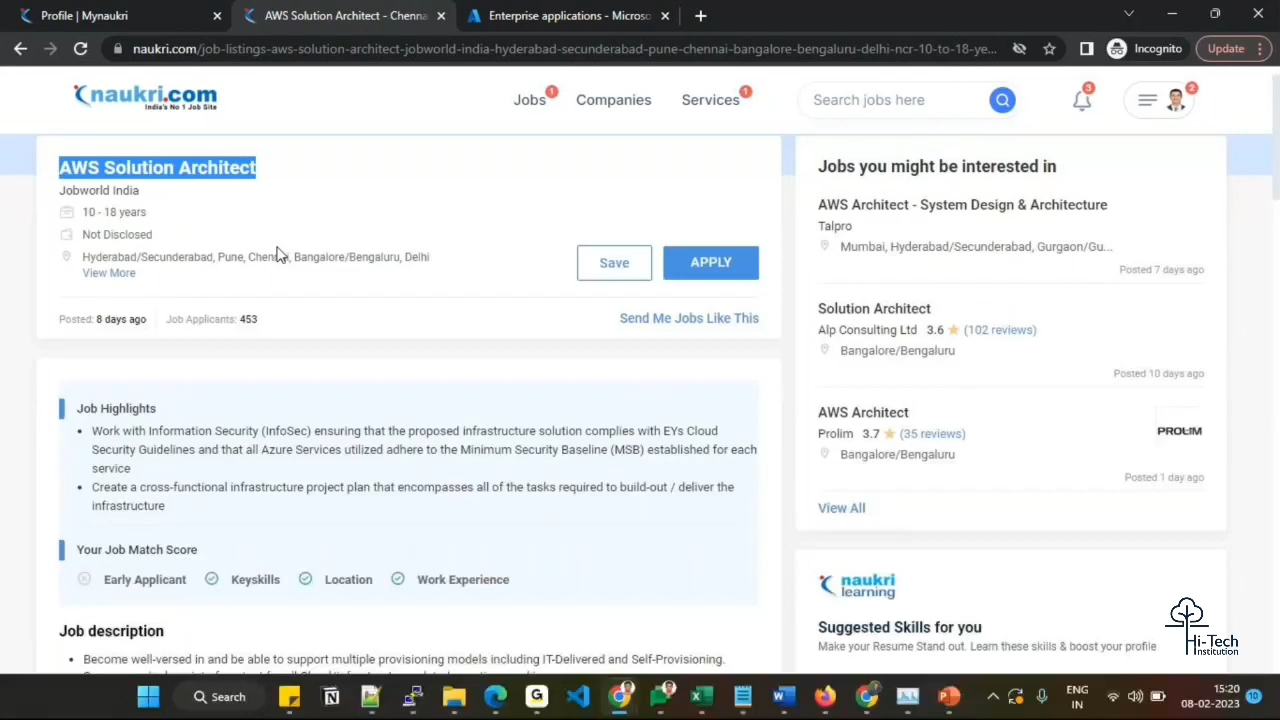 Profile | Mynaukri
AWS Solution Architect - Chenna
Enterprise applications - Microso
naukri.com/job-listings-aws-solution-architect-jobworld-india-hyderabad-secunderabad-pune-chennai-bangalore-bengaluru-delhi-ncr-10-to-18-ye...
Incognito
Update
naukri.com
India's No 1 Job Site
Jobs 1
Companies
Services 1
Search jobs here
3
2
AWS Solution Architect
Jobworld India
10 - 18 years
Not Disclosed
Hyderabad/Secunderabad, Pune, Chennai, Bangalore/Bengaluru, Delhi
View More
Save
APPLY
Posted: 8 days ago
Job Applicants: 453
Send Me Jobs Like This
Job Highlights
Work with Information Security (InfoSec) ensuring that the proposed infrastructure solution complies with EYs Cloud
Security Guidelines and that all Azure Services utilized adhere to the Minimum Security Baseline (MSB) established for each
service
Create a cross-functional infrastructure project plan that encompasses all of the tasks required to build-out / deliver the
infrastructure
Your Job Match Score
Early Applicant
Keyskills
Location
Work Experience
Job description
Become well-versed in and be able to support multiple provisioning models including IT-Delivered and Self-Provisioning.
Jobs you might be interested in
AWS Architect - System Design & Architecture
Talpro
Mumbai, Hyderabad/Secunderabad, Gurgaon/Gu...
Posted 7 days ago
Solution Architect
Alp Consulting Ltd 3.6 (102 reviews)
Bangalore/Bengaluru
Posted 10 days ago
AWS Architect
Prolim 3.7 (35 reviews)
PROLIM
Bangalore/Bengaluru
Posted 1 day ago
View All
naukri
learning
Suggested Skills for you
Make your Resume Stand out. Learn these skills & boost your profile
Hi-Tech
Institution
Search
ENG
IN
15:20
08-02-2023
10